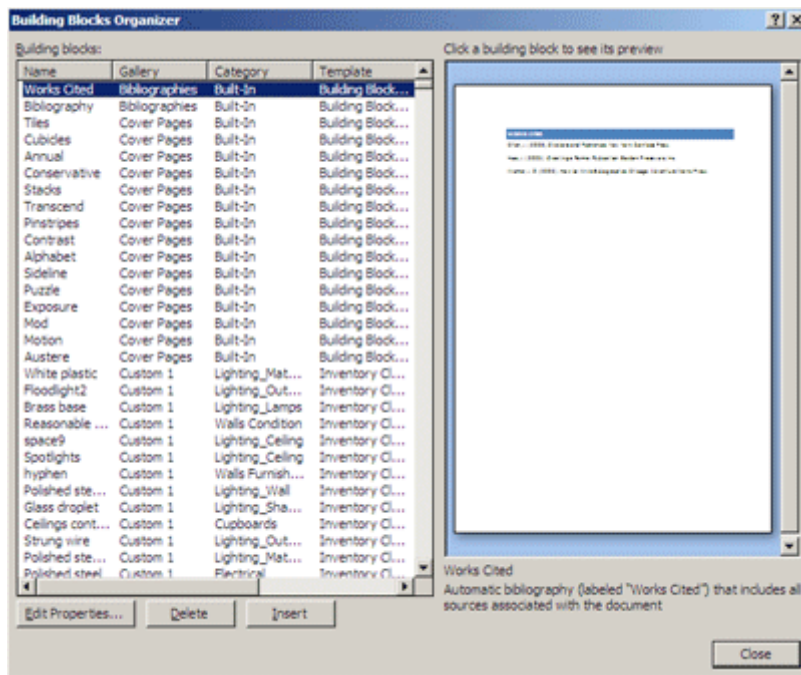 Building Blocks Organizer
Building blocks:
Click a building block to see its preview
Name Gallery Category Template
Works Cited Bibliographies Built-In Building Block...
Bibliography Bibliographies Built-In Building Block...
Tiles Cover Pages Built-In Building Block...
Cubicles Cover Pages Built-In Building Block...
Annual Cover Pages Built-In Building Block...
Conservative Cover Pages Built-In Building Block...
Stacks Cover Pages Built-In Building Block...
Transcend Cover Pages Built-In Building Block...
Pinstripes Cover Pages Built-In Building Block...
Contrast Cover Pages Built-In Building Block...
Alphabet Cover Pages Built-In Building Block...
Sideline Cover Pages Built-In Building Block...
Puzzle Cover Pages Built-In Building Block...
Exposure Cover Pages Built-In Building Block...
Mod Cover Pages Built-In Building Block...
Motion Cover Pages Built-In Building Block...
Austere Cover Pages Built-In Building Block...
White plastic Custom 1 Lighting_Mat... Inventory Cl...
Floodlight2 Custom 1 Lighting_Out... Inventory Cl...
Brass base Custom 1 Lighting_Lamps Inventory Cl...
Reasonable ... Custom 1 Walls Condition Inventory Cl...
space9 Custom 1 Lighting_Ceiling Inventory Cl...
Spotlights Custom 1 Lighting_Ceiling Inventory Cl...
hyphen Custom 1 Walls Furnish... Inventory Cl...
Polished ste... Custom 1 Lighting_Wall Inventory Cl...
Glass droplet Custom 1 Lighting_Sha... Inventory Cl...
Ceilings cont... Custom 1 Cupboards Inventory Cl...
Strung wire Custom 1 Lighting_Out... Inventory Cl...
Polished ste... Custom 1 Lighting_Mat... Inventory Cl...
Polished steel Custom 1 Electrical Inventory Cl...
Works Cited
Automatic bibliography (labeled "Works Cited") that includes all
sources associated with the document
Edit Properties... Delete Insert
Close